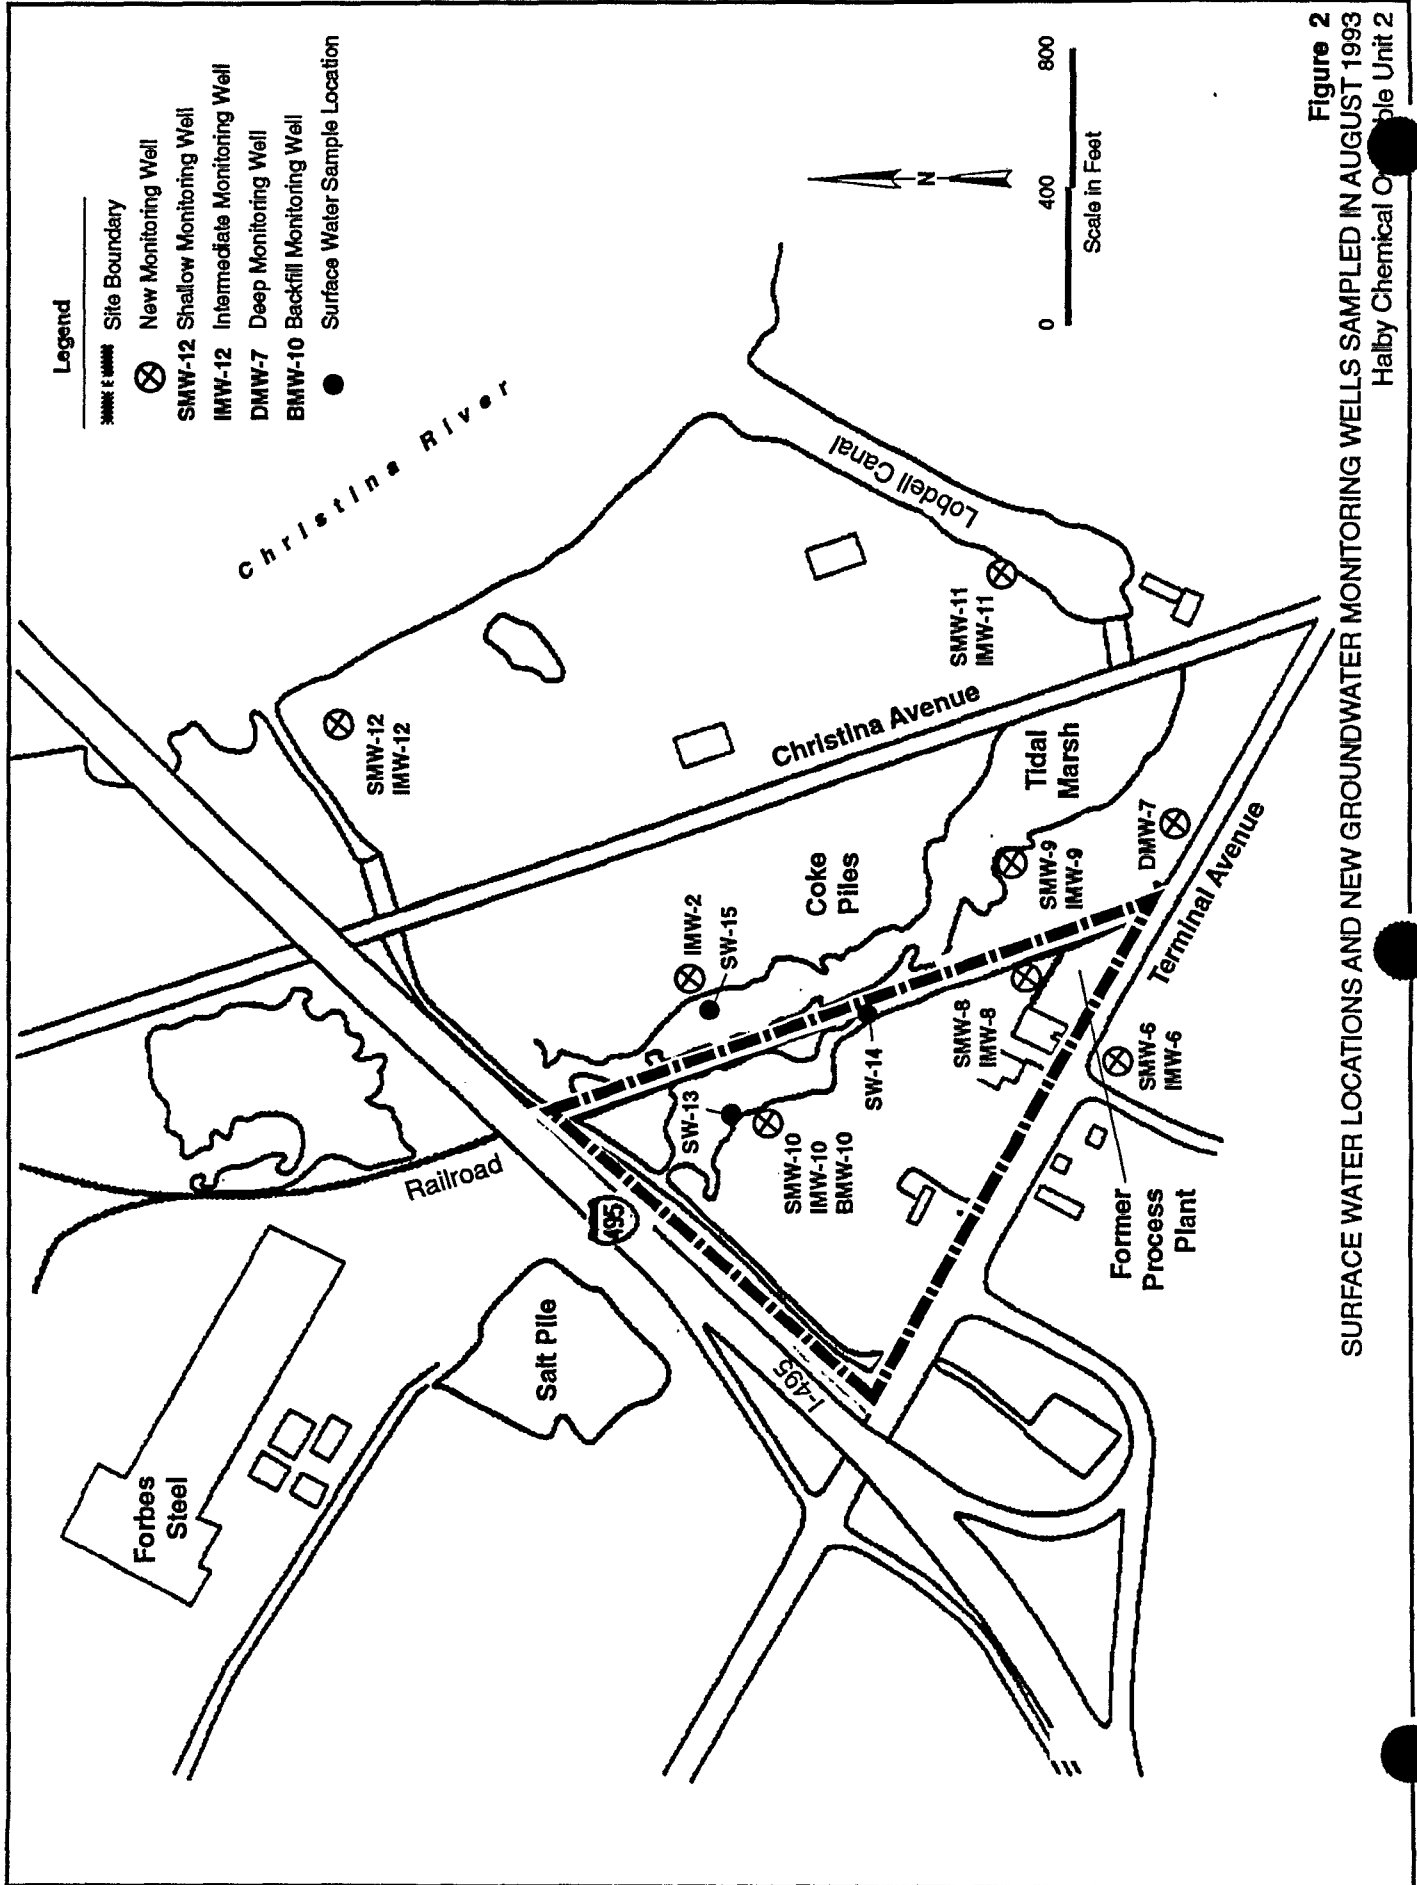 Legend
Site Boundary
New Monitoring Well
SMW-12 Shallow Monitoring Well
IMW-12 Intermediate Monitoring Well
DMW-7 Deep Monitoring Well
BMW-10 Backfill Monitoring Well
Surface Water Sample Location
Christina River
Lobdell Canal
N
0 400 800
Scale in Feet
SMW-12
IMW-12
SMW-11
IMW-11
Christina Avenue
Tidal
Marsh
Coke
Piles
IMW-2
SW-15
SMW-9
IMW-9
DMW-7
Terminal Avenue
SW-14
SMW-8
IMW-8
SMW-6
IMW-6
SW-13
SMW-10
IMW-10
BMW-10
Former
Process
Plant
Railroad
495
I-495
Salt Pile
Forbes
Steel
Figure 2
SURFACE WATER LOCATIONS AND NEW GROUNDWATER MONITORING WELLS SAMPLED IN AUGUST 1993
Halby Chemical Unit 2